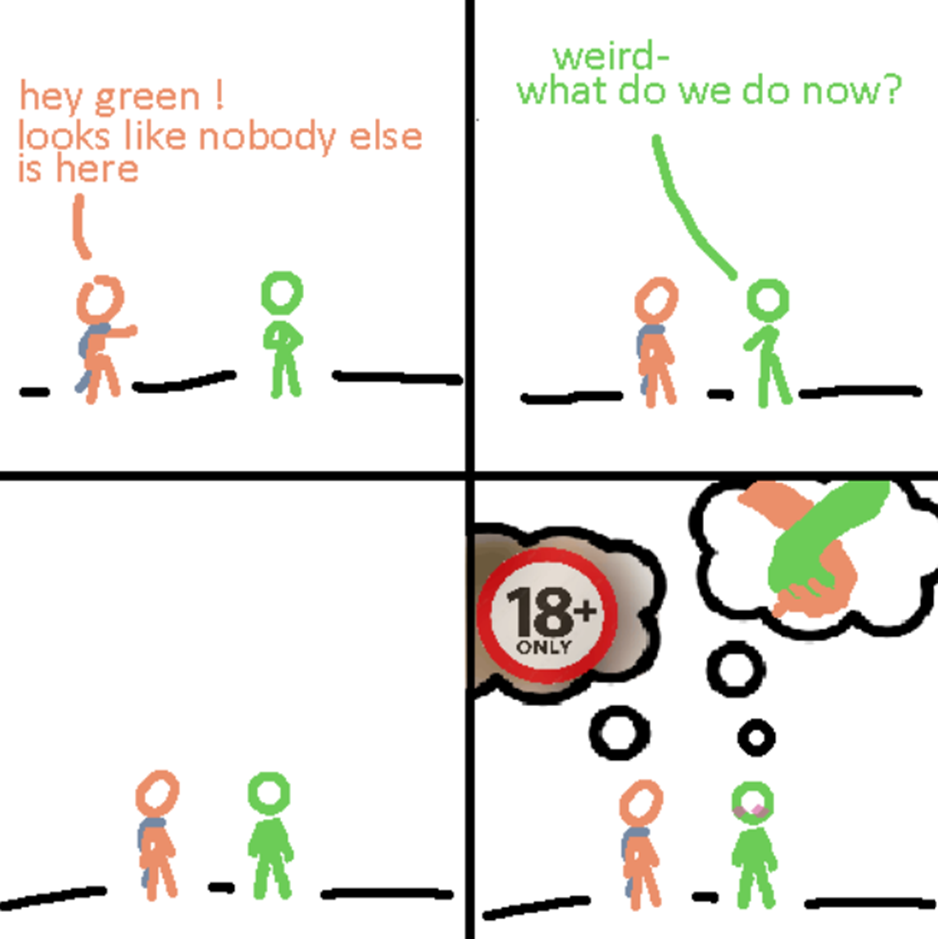 hey green !
looks like nobody else
is here
weird-
what do we do now?
18+
ONLY